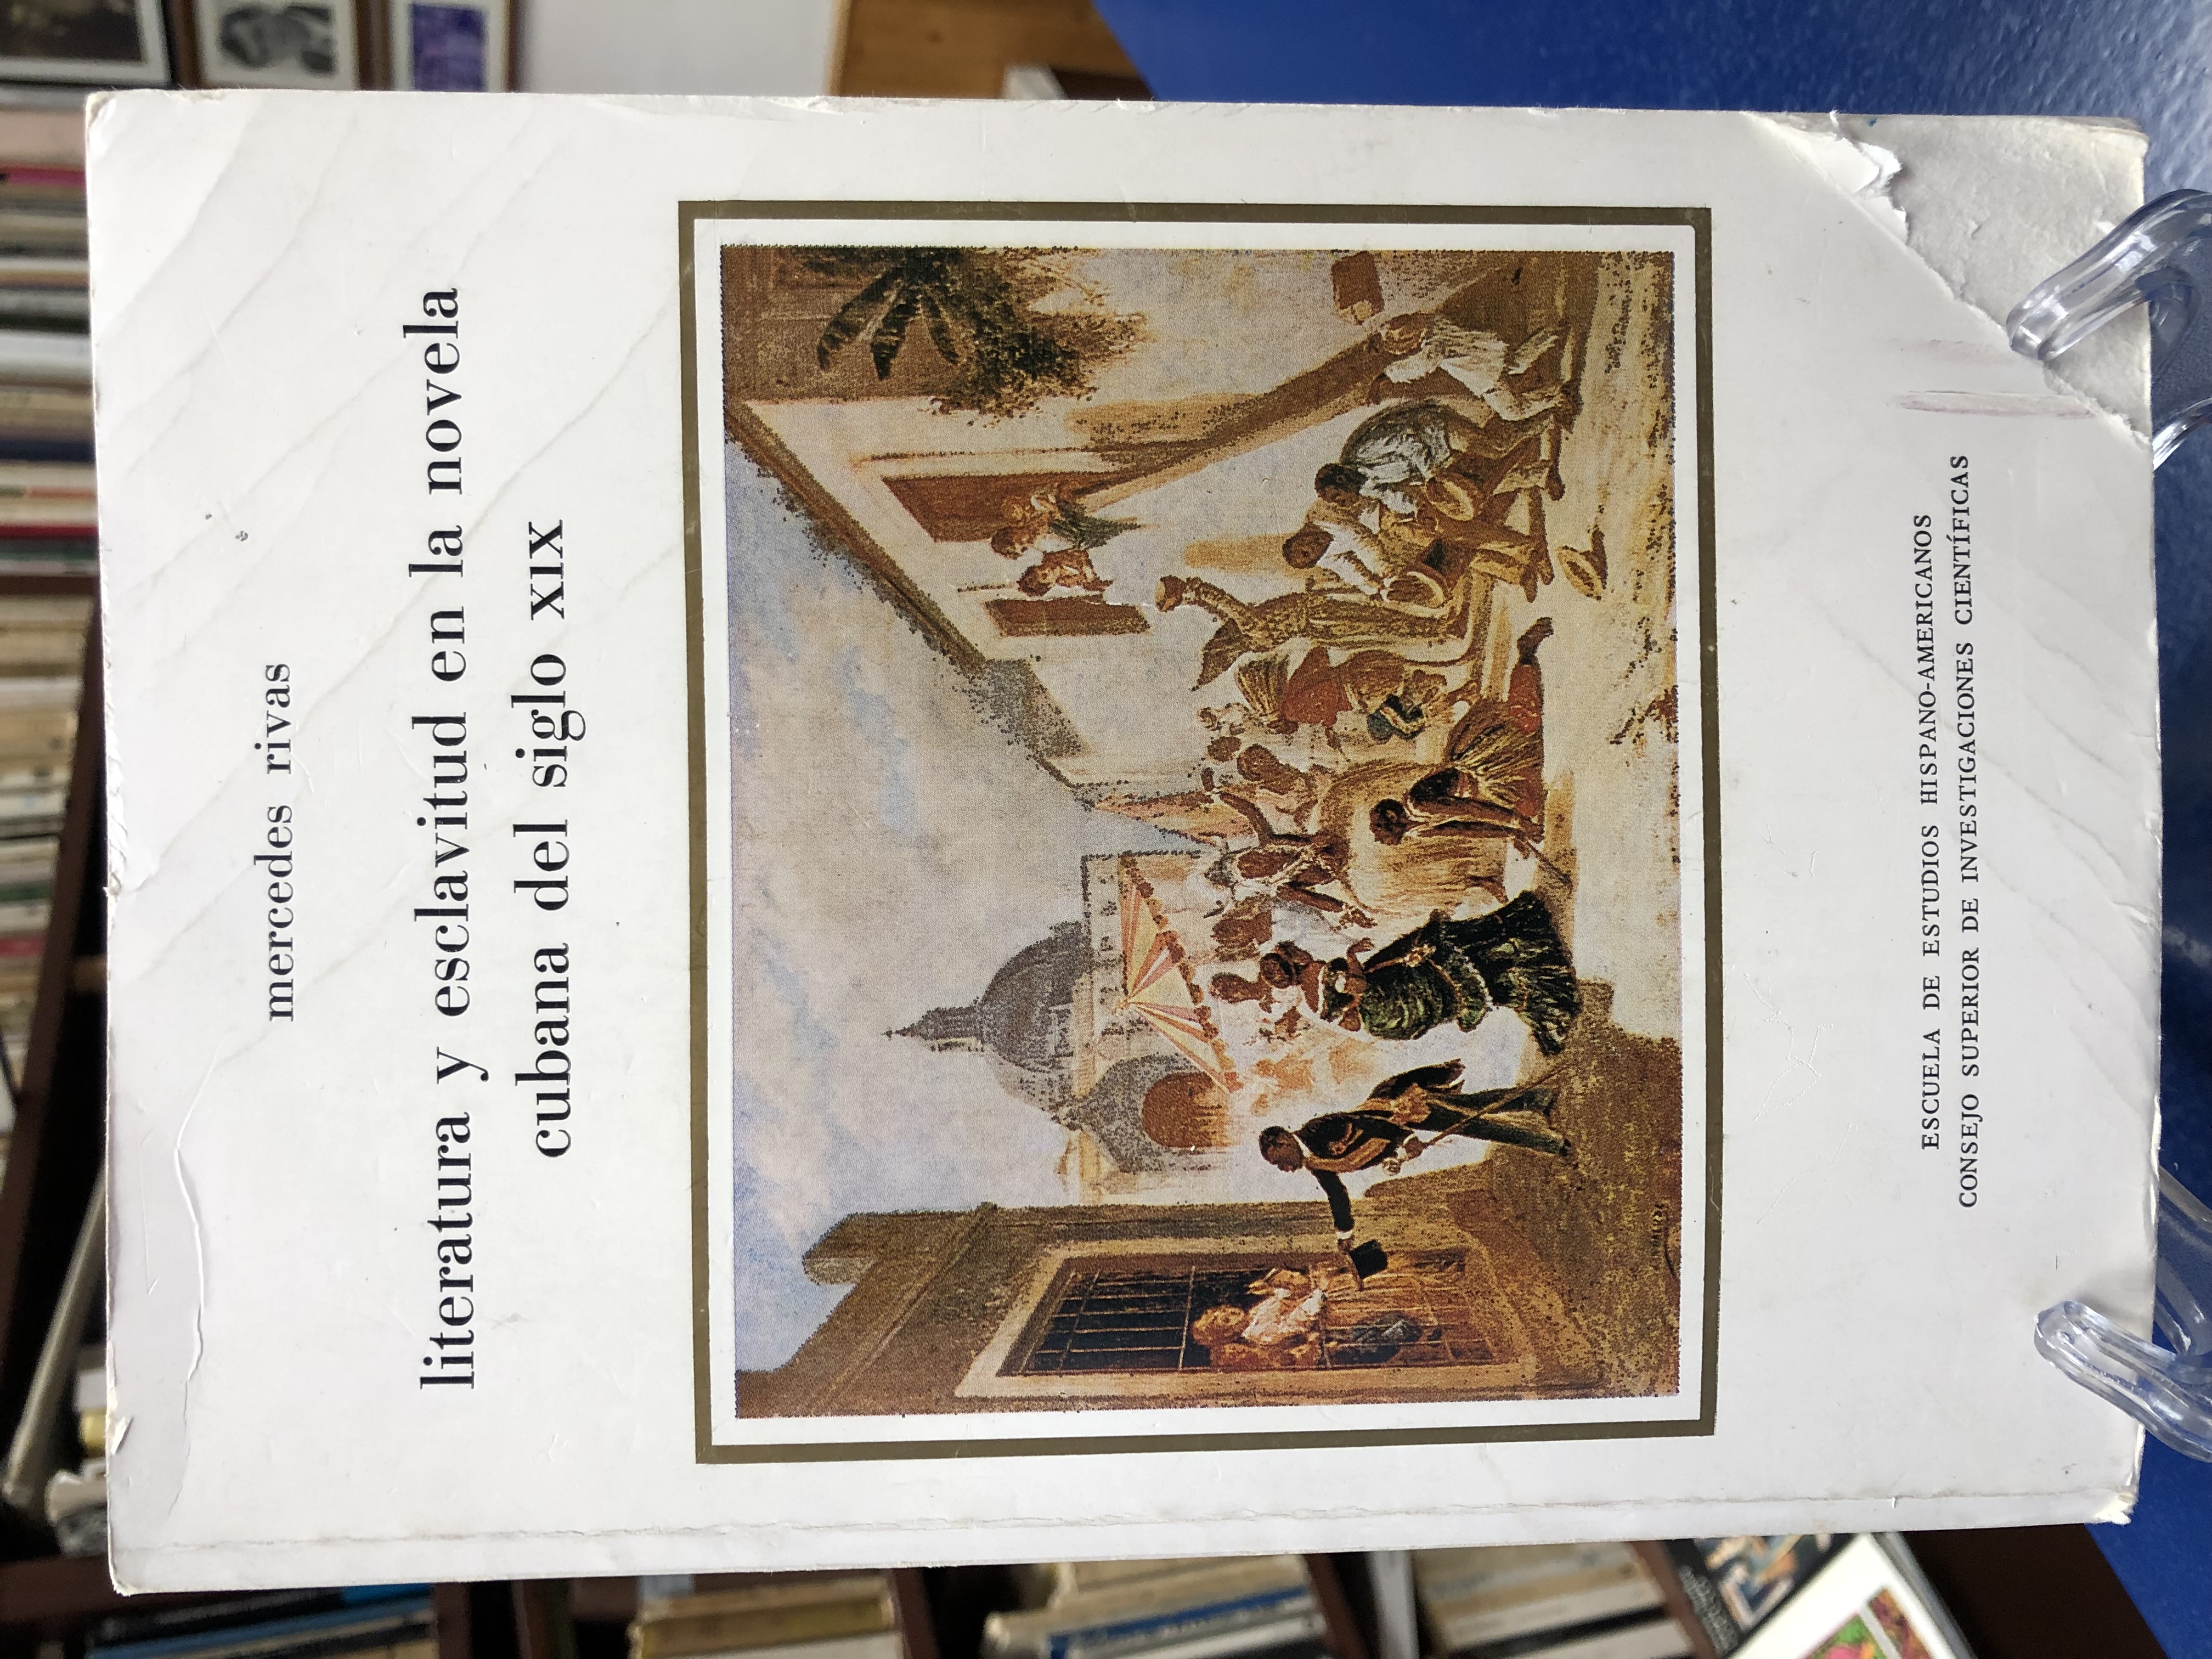 mercedes rivas
literatura y esclavitud en la novela
cubana del siglo XIX
ESCUELA DE ESTUDIOS HISPANO-AMERICANOS
CONSEJO SUPERIOR DE INVESTIGACIONES CIENTÍFICAS